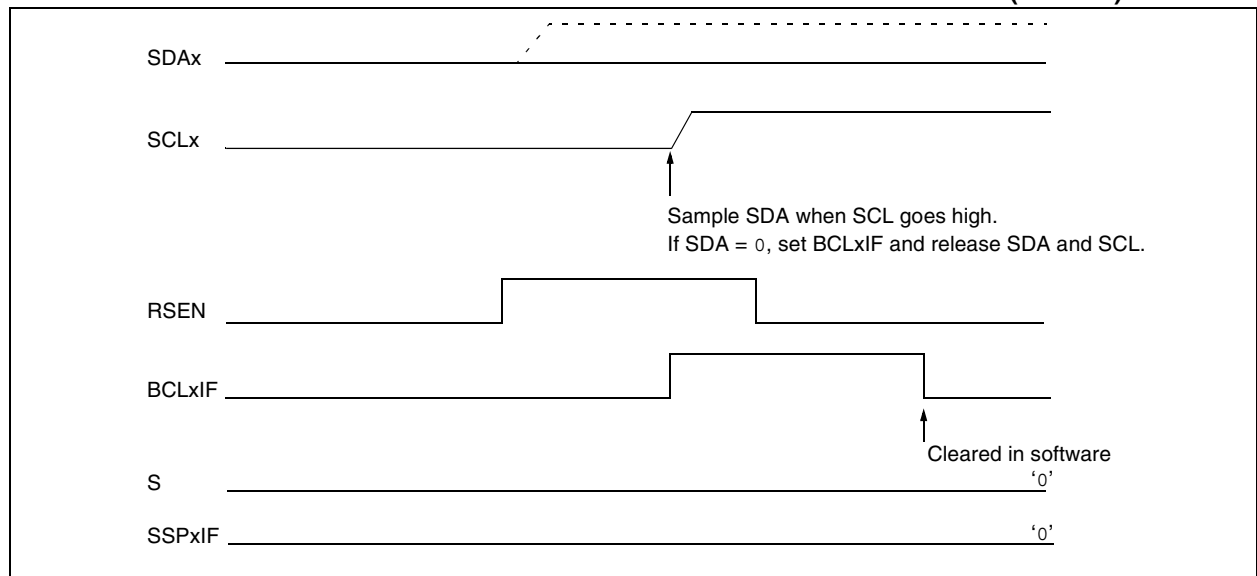 SDAx
SCLx
Sample SDA when SCL goes high.
If SDA = 0, set BCLxIF and release SDA and SCL.
RSEN
BCLxIF
Cleared in software
S
‘0’
SSPxIF
‘0’